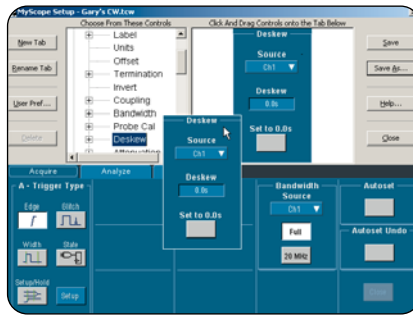 MyScope Setup - Gary's CW.tcw
Choose From These Controls
Click And Drag Controls onto the Tab Below
New Tab
Rename Tab
User Pref...
Delete
Label
Units
Offset
Termination
Invert
Coupling
Bandwidth
Probe Cal
Deskew
Attenuation
Deskew
Source
Ch1
Deskew
0.0s
Set to 0.0s
Save
Save As...
Help...
Close
Deskew
Source
Ch1
Deskew
0.0s
Set to 0.0s
Acquire
Analyze
A - Trigger Type
Edge
Glitch
Width
State
Setup/Hold
Setup
Bandwidth
Source
Ch1
Full
20 MHz
Autoset
Autoset Undo
Clear